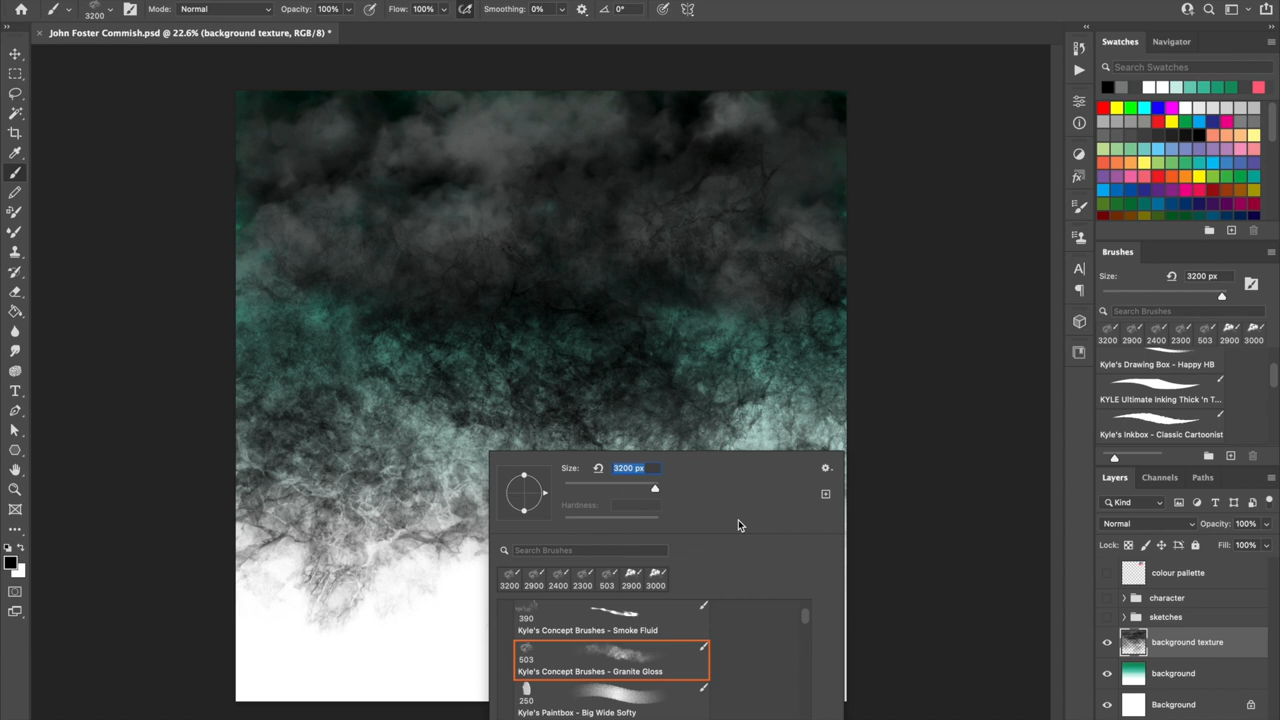 3200
Mode: Normal Opacity: 100% Flow: 100% Smoothing: 0% 0°
× John Foster Commish.psd @ 22.6% (background texture, RGB/8) *
Swatches Navigator
Search Swatches
Brushes
Size: 3200 px
Search Brushes
3200 2900 2400 2300 503 2900 3000
Kyle's Drawing Box - Happy HB
KYLE Ultimate Inking Thick 'n T...
Kyle's Inkbox - Classic Cartoonist
Size: 3200 px
Hardness:
Search Brushes
3200 2900 2400 2300 503 2900 3000
390
Kyle's Concept Brushes - Smoke Fluid
503
Kyle's Concept Brushes - Granite Gloss
250
Kyle's Paintbox - Big Wide Softy
Layers Channels Paths
Kind
Normal Opacity: 100%
Lock: Fill: 100%
colour pallette
character
sketches
background texture
background
Background